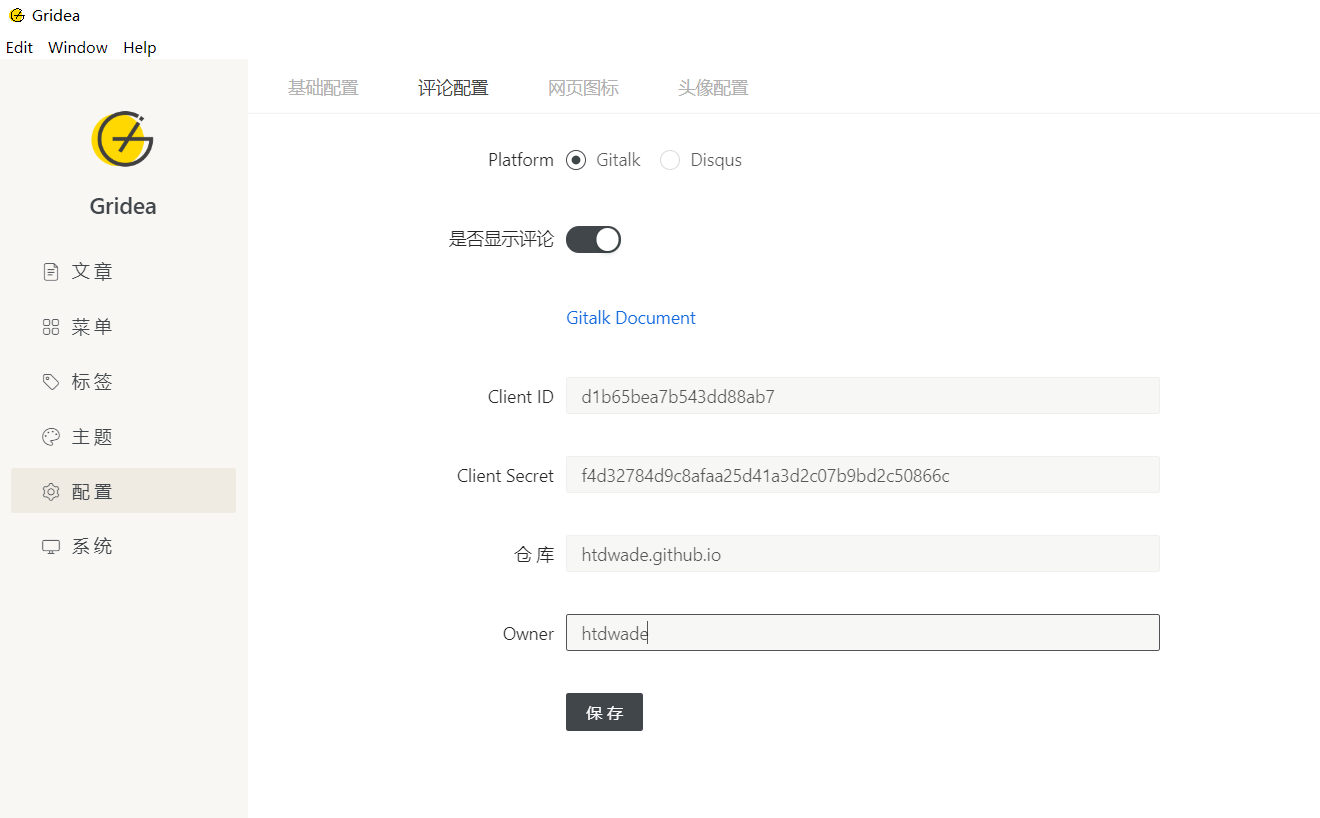 Gridea
Edit Window Help
Gridea
文章
菜单
标签
主题
配置
系统
基础配置 评论配置 网页图标 头像配置
Platform Gitalk Disqus
是否显示评论
Gitalk Document
Client ID d1b65bea7b543dd88ab7
Client Secret f4d32784d9c8afaa25d41a3d2c07b9bd2c50866c
仓库 htdwade.github.io
Owner htdwade
保存